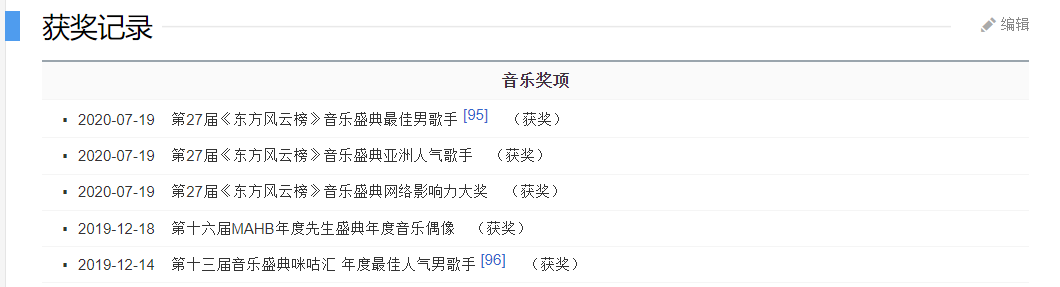 获奖记录
编辑
音乐奖项
▪ 2020-07-19 第27届《东方风云榜》音乐盛典最佳男歌手 [95] （获奖）
▪ 2020-07-19 第27届《东方风云榜》音乐盛典亚洲人气歌手 （获奖）
▪ 2020-07-19 第27届《东方风云榜》音乐盛典网络影响力大奖 （获奖）
▪ 2019-12-18 第十六届MAHB年度先生盛典年度音乐偶像 （获奖）
▪ 2019-12-14 第十三届音乐盛典咪咕汇 年度最佳人气男歌手 [96] （获奖）